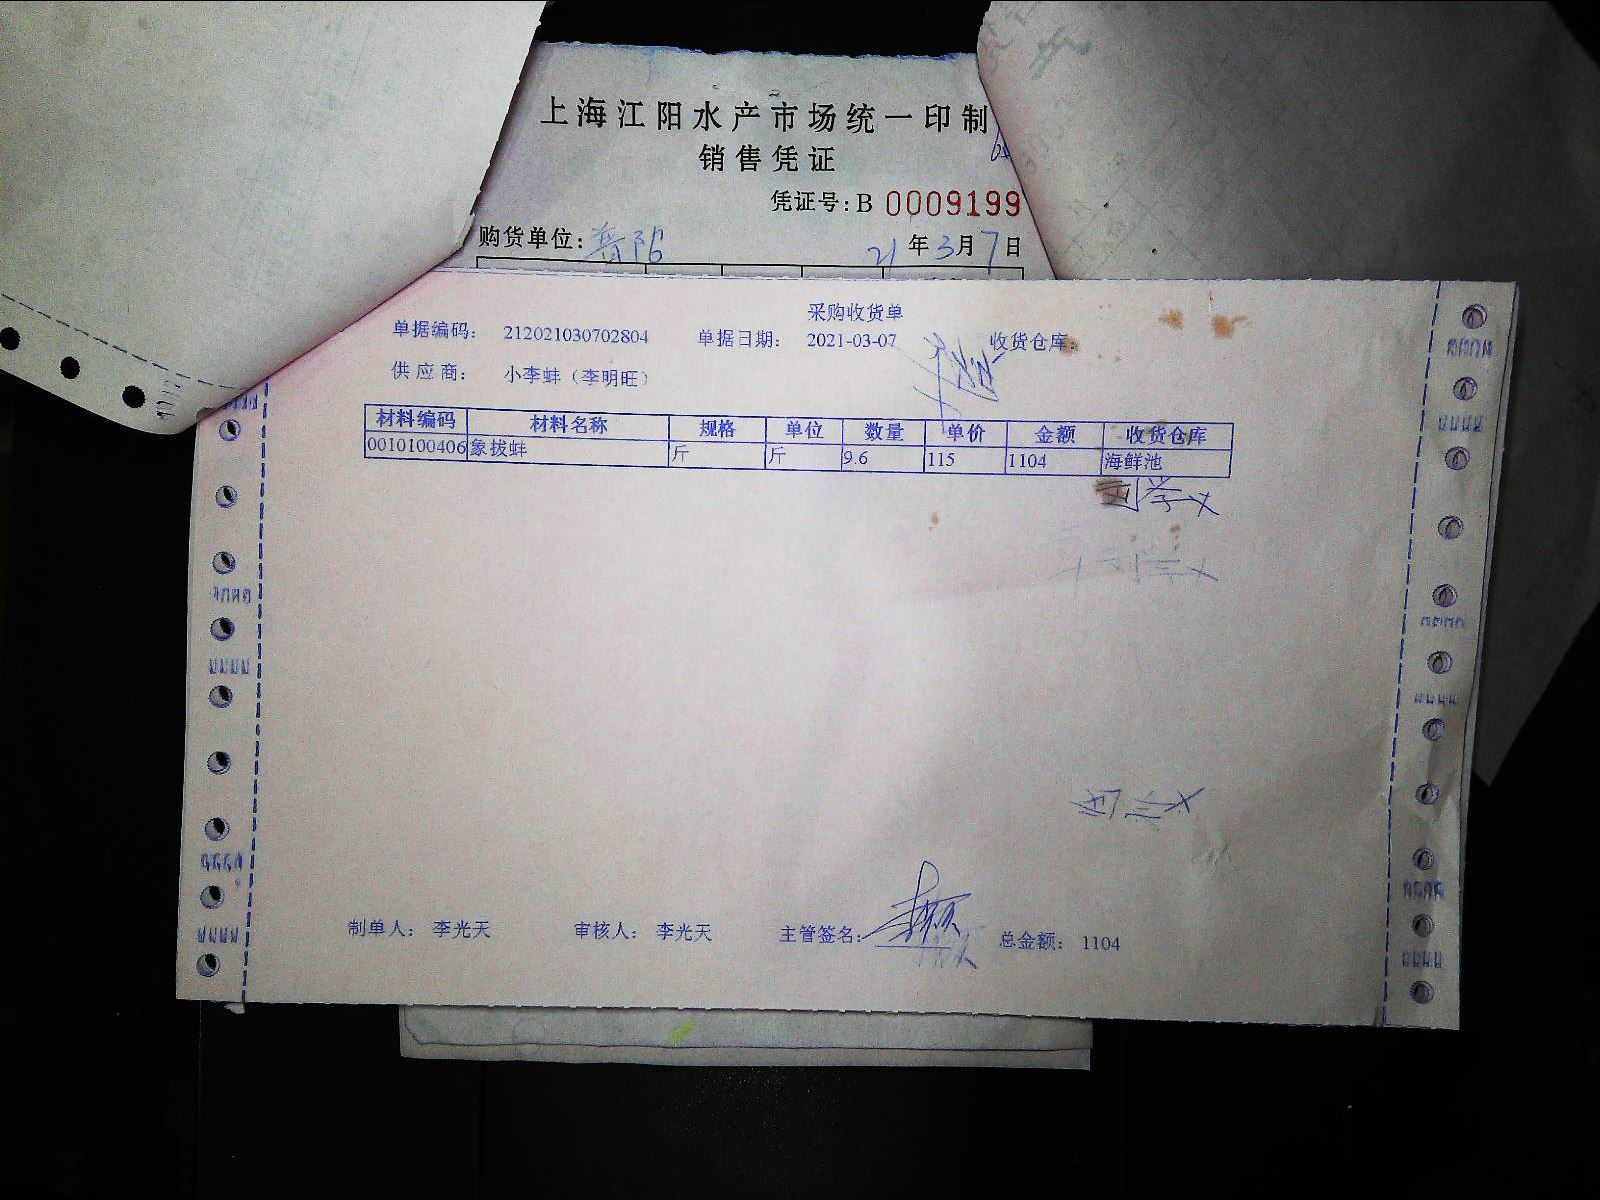 上海江阳水产市场统一印制
销售凭证
凭证号:B 0009199
购货单位:
21 年 3 月 7 日
采购收货单
单据编码: 212021030702804 单据日期: 2021-03-07 收货仓库:
供应商: 小李蚌（李明旺）
材料编码 材料名称 规格 单位 数量 单价 金额 收货仓库
0010100406 象拔蚌 斤 斤 9.6 115 1104 海鲜池
刘学义
制单人: 李光天 审核人: 李光天 主管签名: 总金额: 1104